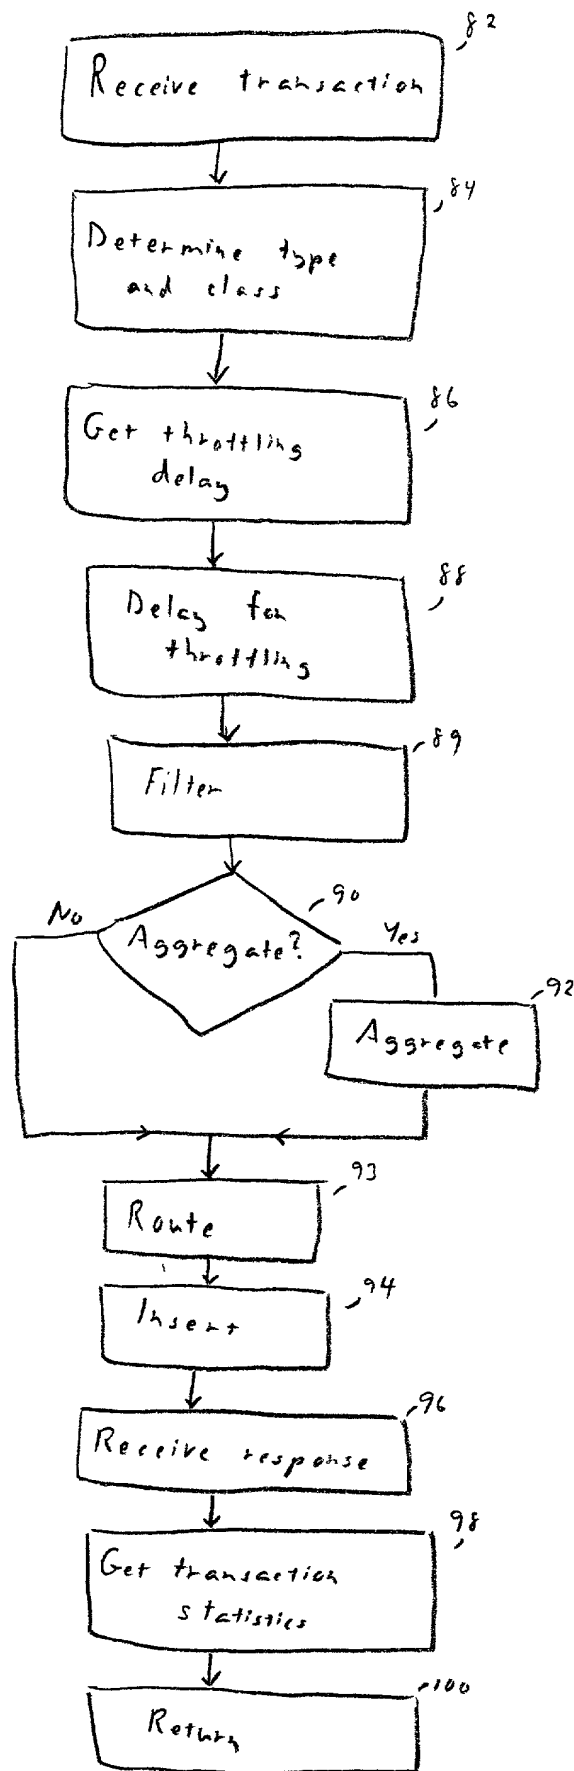 82
Receive transaction
84
Determine type
and class
86
Get throttling
delay
88
Delay for
throttling
89
Filter
90
No
Aggregate?
Yes
92
Aggregate
93
Route
94
Insert
96
Receive response
98
Get transaction
statistics
100
Return